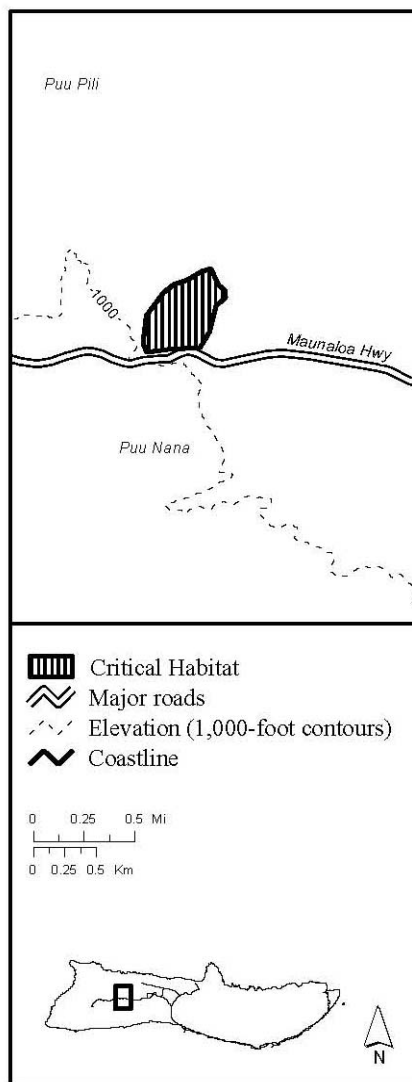 Puu Pili
1000
Maunaloa Hwy
Puu Nana
Critical Habitat
Major roads
Elevation (1,000-foot contours)
Coastline
0 0.25 0.5 Mi
0 0.25 0.5 Km
N